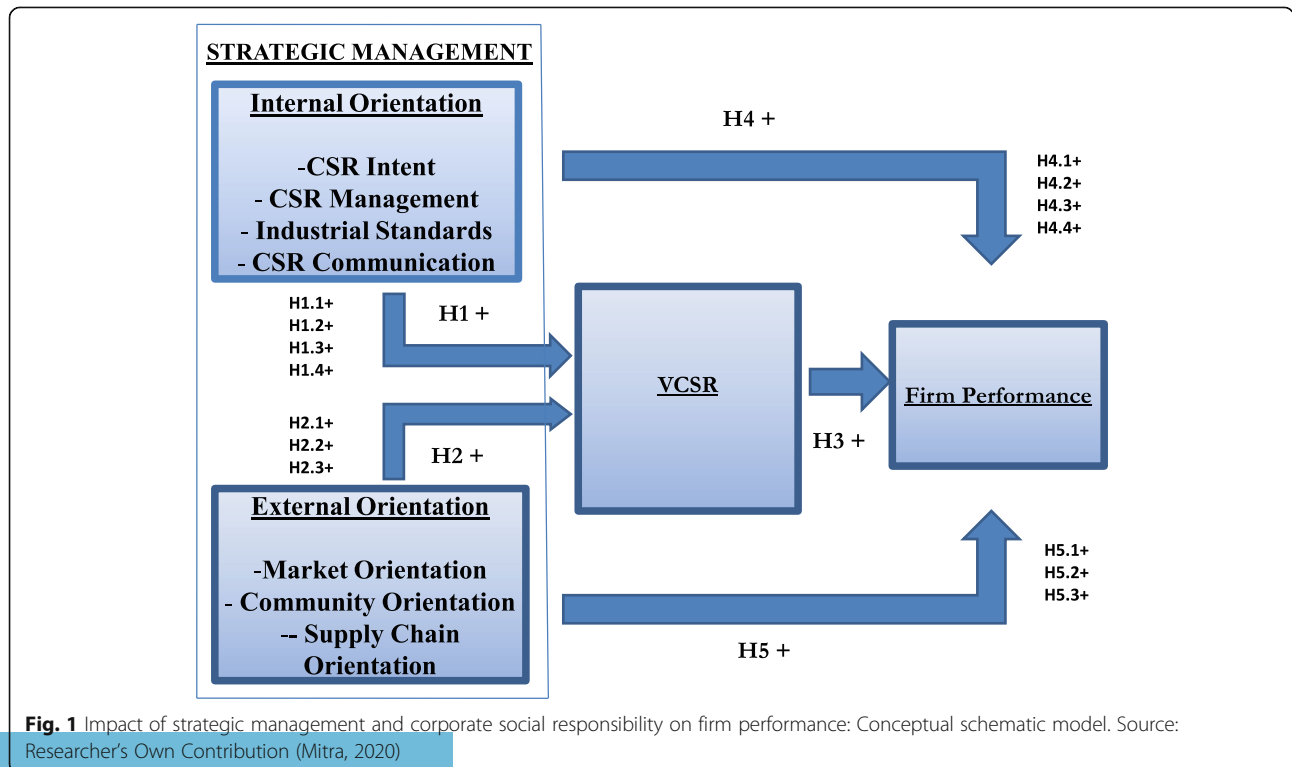 STRATEGIC MANAGEMENT
Internal Orientation
-CSR Intent
- CSR Management
- Industrial Standards
- CSR Communication
H4 +
H4.1+
H4.2+
H4.3+
H4.4+
H1.1+
H1.2+
H1.3+
H1.4+
H1 +
VCSR
H3 +
Firm Performance
H2.1+
H2.2+
H2.3+
H2 +
External Orientation
-Market Orientation
- Community Orientation
-- Supply Chain
Orientation
H5.1+
H5.2+
H5.3+
H5 +
Fig. 1 Impact of strategic management and corporate social responsibility on firm performance: Conceptual schematic model. Source:
Researcher's Own Contribution (Mitra, 2020)